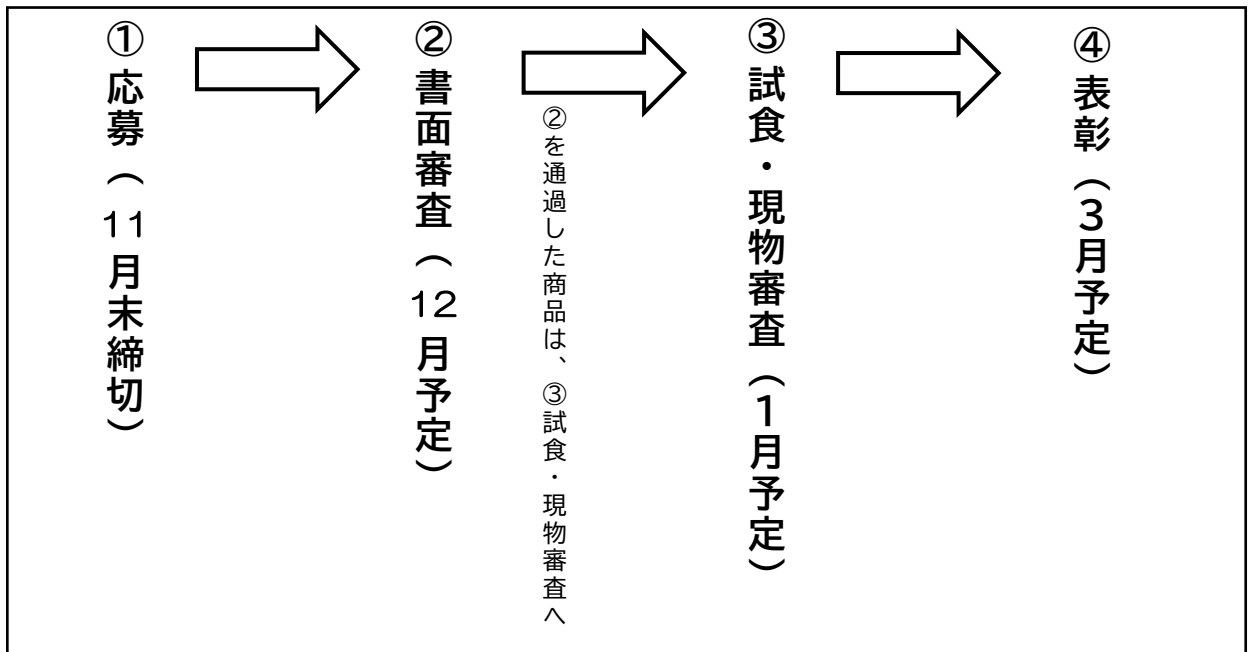 ①応募（11月末締切）
②書面審査（12月予定）
②を通過した商品は、③試食・現物審査へ
③試食・現物審査（1月予定）
④表彰（3月予定）